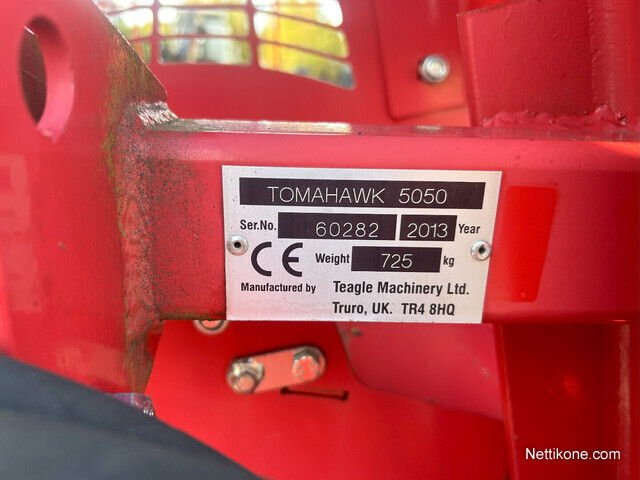 TOMAHAWK 5050
Ser.No. 60282 2013 Year
CE Weight 725 kg
Manufactured by Teagle Machinery Ltd.
Truro, UK. TR4 8HQ
Nettikone.com